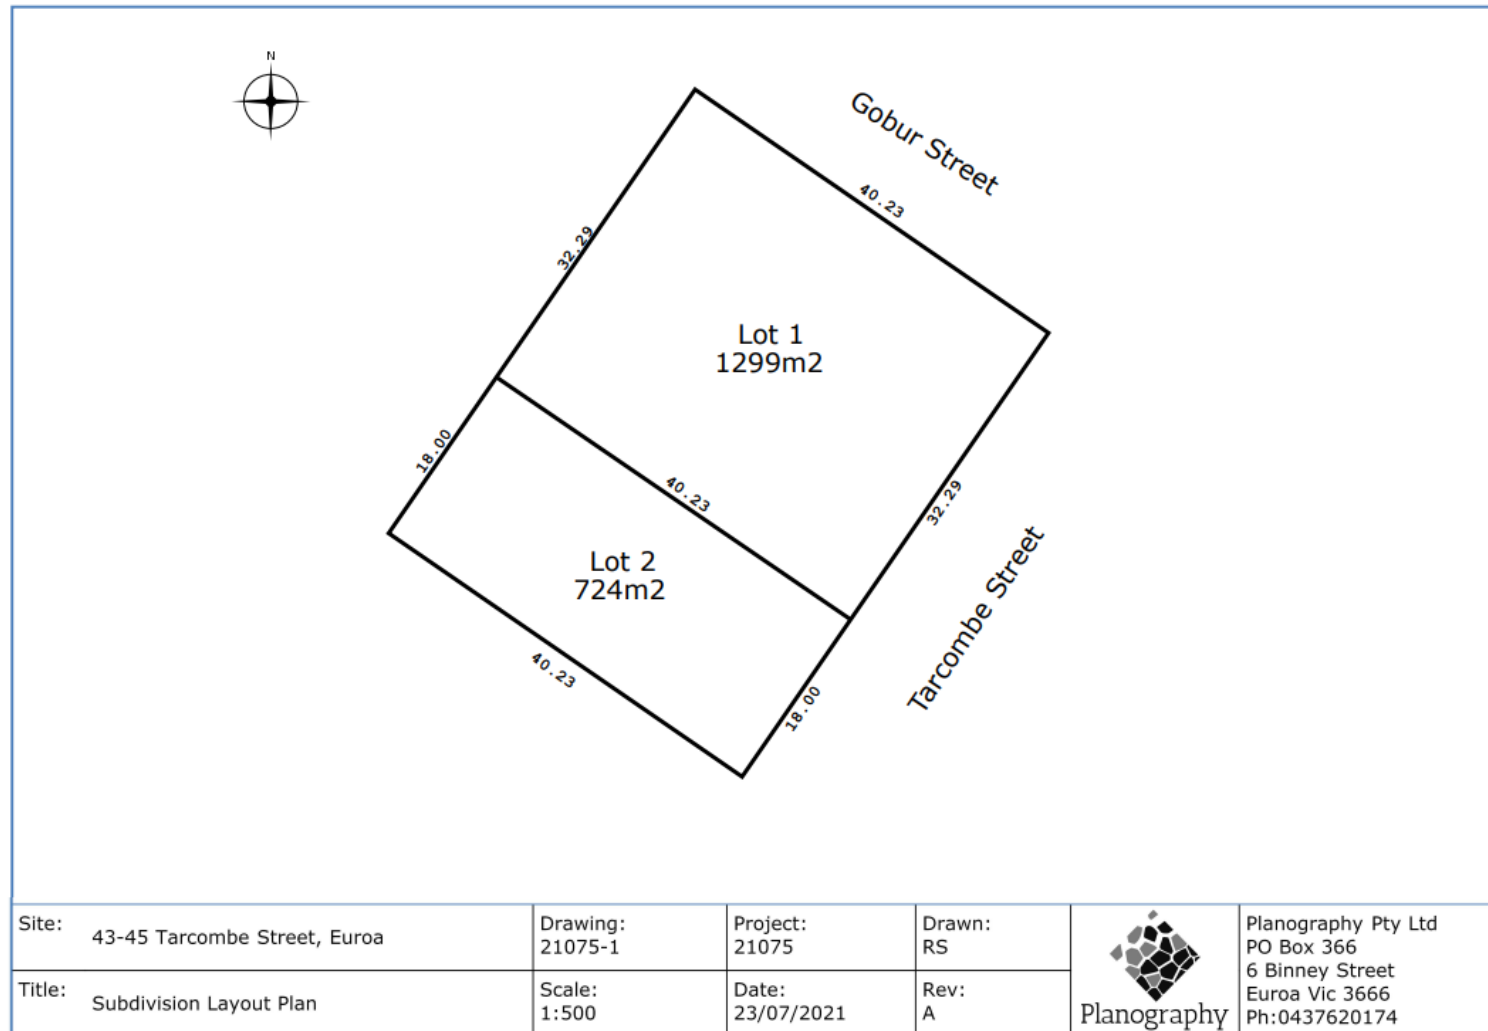 N
Gobur Street
40.23
32.29
Lot 1
1299m2
18.00
40.23
32.29
Lot 2
724m2
Tarcombe Street
40.23
18.00
Site:
43-45 Tarcombe Street, Euroa
Drawing:
21075-1
Project:
21075
Drawn:
RS
Title:
Subdivision Layout Plan
Scale:
1:500
Date:
23/07/2021
Rev:
A
Planography
Planography Pty Ltd
PO Box 366
6 Binney Street
Euroa Vic 3666
Ph:0437620174